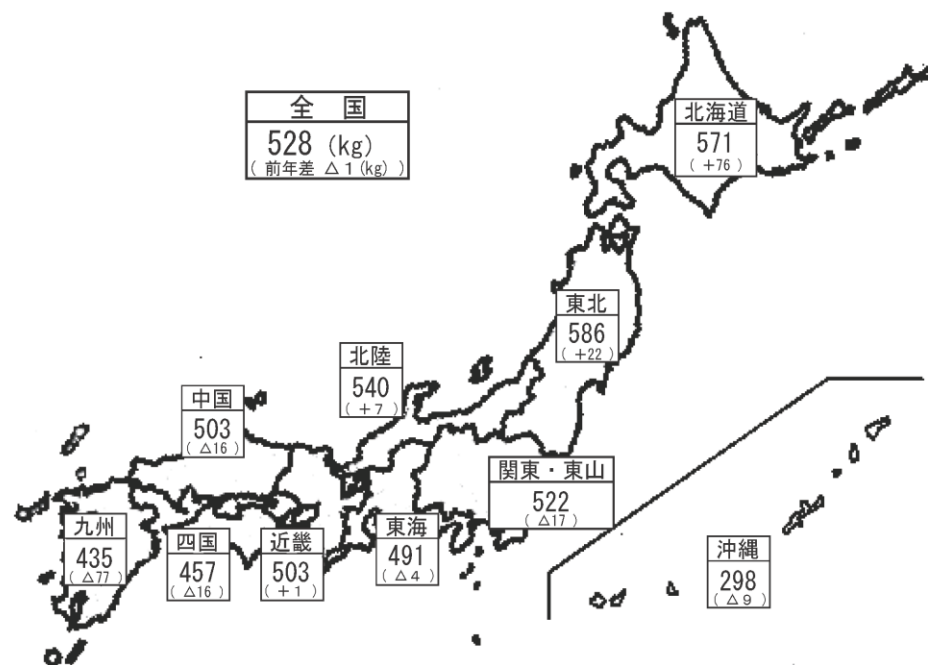 全 国
528 (kg)
( 前年差 △ 1 (kg) )
北海道
571
( +76)
東北
586
( +22)
北陸
540
( +7)
中国
503
( △16)
関東・東山
522
( △17)
九州
435
( △77)
四国
457
( △16)
近畿
503
( +1)
東海
491
( △4)
沖縄
298
( △9)